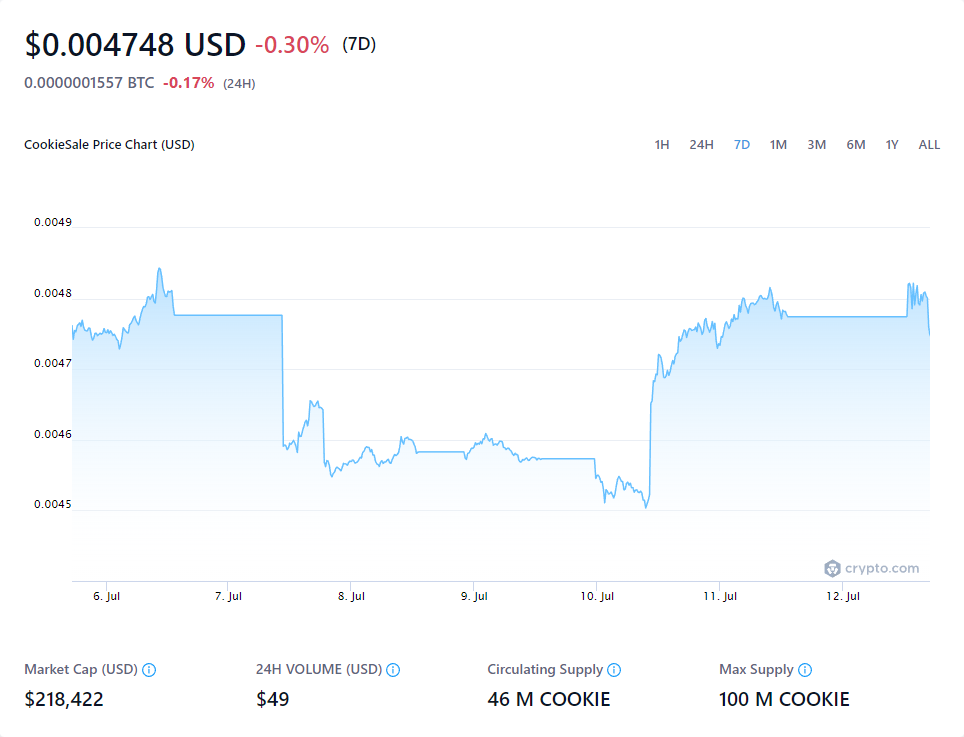 $0.004748 USD -0.30% (7D)
0.0000001557 BTC -0.17% (24H)
CookieSale Price Chart (USD) 1H 24H 7D 1M 3M 6M 1Y ALL
0.0049
0.0048
0.0047
0.0046
0.0045
crypto.com
6. Jul 7. Jul 8. Jul 9. Jul 10. Jul 11. Jul 12. Jul
Market Cap (USD) 24H VOLUME (USD) Circulating Supply Max Supply
$218,422 $49 46 M COOKIE 100 M COOKIE